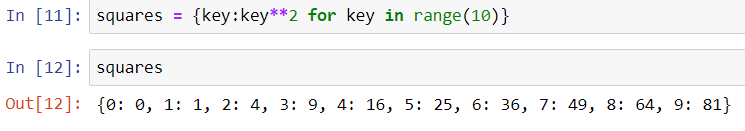 In [11]: squares = {key:key**2 for key in range(10)}
In [12]: squares
Out[12]: {0: 0, 1: 1, 2: 4, 3: 9, 4: 16, 5: 25, 6: 36, 7: 49, 8: 64, 9: 81}